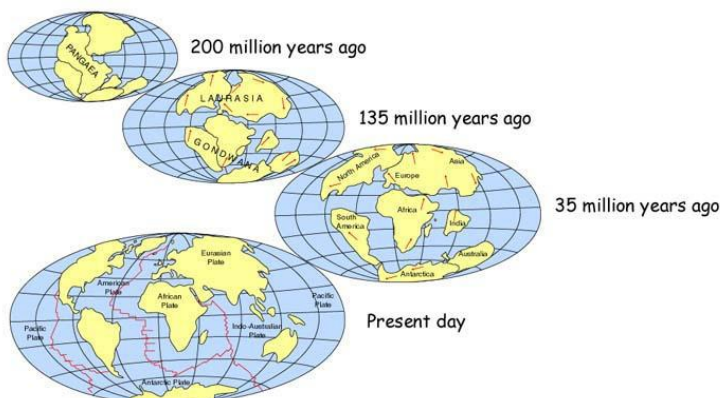 200 million years ago
PANGAEA
135 million years ago
LAURASIA
GONDWANA
35 million years ago
North America
Europe
Asia
Africa
South
America
India
Australia
Antarctica
Present day
Eurasian
Plate
American
Plate
African
Plate
Pacific
Plate
Pacific
Plate
Indo-Australian
Plate
Antarctic Plate